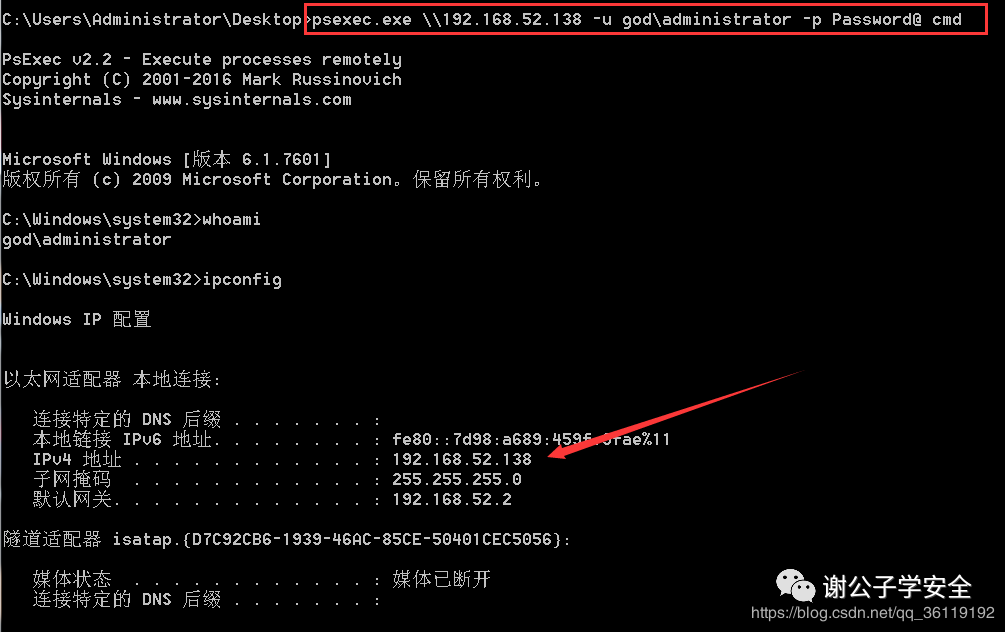 C:\Users\Administrator\Desktop>psexec.exe \\192.168.52.138 -u god\administrator -p Password@ cmd
PsExec v2.2 - Execute processes remotely
Copyright (C) 2001-2016 Mark Russinovich
Sysinternals - www.sysinternals.com
Microsoft Windows [版本 6.1.7601]
版权所有 (c) 2009 Microsoft Corporation。保留所有权利。
C:\Windows\system32>whoami
god\administrator
C:\Windows\system32>ipconfig
Windows IP 配置
以太网适配器 本地连接:
连接特定的 DNS 后缀 . . . . . . . :
本地链接 IPv6 地址. . . . . . . . :
IPv4 地址 . . . . . . . . . . . . : 192.168.52.138
子网掩码 . . . . . . . . . . . . : 255.255.255.0
默认网关. . . . . . . . . . . . . : 192.168.52.2
隧道适配器 isatap.{D7C92CB6-1939-46AC-85CE-50401CEC5056}:
媒体状态 . . . . . . . . . . . . : 媒体已断开
连接特定的 DNS 后缀 . . . . . . . :
谢公子学安全
https://blog.csdn.net/qq_36119192